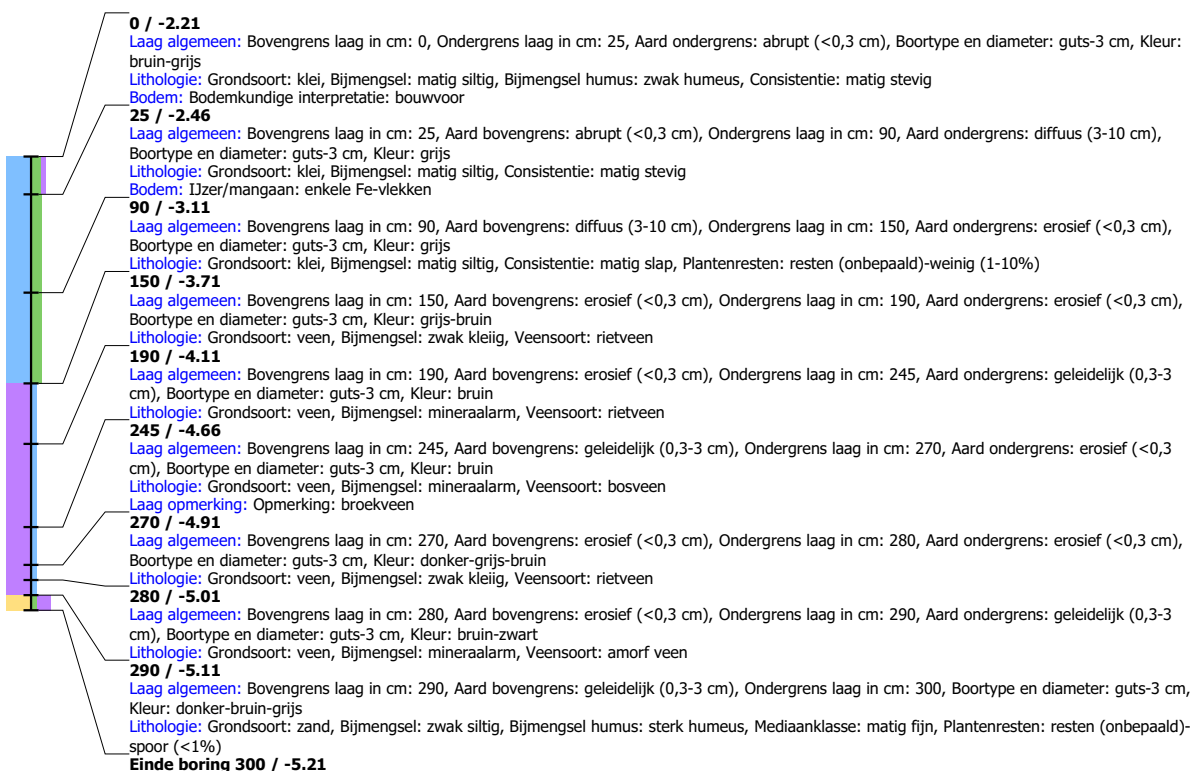 0 / -2.21
Laag algemeen: Bovengrens laag in cm: 0, Ondergrens laag in cm: 25, Aard ondergrens: abrupt (<0,3 cm), Boortype en diameter: guts-3 cm, Kleur:
bruin-grijs
Lithologie: Grondsoort: klei, Bijmengsel: matig siltig, Bijmengsel humus: zwak humeus, Consistentie: matig stevig
Bodem: Bodemkundige interpretatie: bouwvoor
25 / -2.46
Laag algemeen: Bovengrens laag in cm: 25, Aard bovengrens: abrupt (<0,3 cm), Ondergrens laag in cm: 90, Aard ondergrens: diffuus (3-10 cm),
Boortype en diameter: guts-3 cm, Kleur: grijs
Lithologie: Grondsoort: klei, Bijmengsel: matig siltig, Consistentie: matig stevig
Bodem: IJzer/mangaan: enkele Fe-vlekken
90 / -3.11
Laag algemeen: Bovengrens laag in cm: 90, Aard bovengrens: diffuus (3-10 cm), Ondergrens laag in cm: 150, Aard ondergrens: erosief (<0,3 cm),
Boortype en diameter: guts-3 cm, Kleur: grijs
Lithologie: Grondsoort: klei, Bijmengsel: matig siltig, Consistentie: matig slap, Plantenresten: resten (onbepaald)-weinig (1-10%)
150 / -3.71
Laag algemeen: Bovengrens laag in cm: 150, Aard bovengrens: erosief (<0,3 cm), Ondergrens laag in cm: 190, Aard ondergrens: erosief (<0,3 cm),
Boortype en diameter: guts-3 cm, Kleur: grijs-bruin
Lithologie: Grondsoort: veen, Bijmengsel: zwak kleiig, Veensoort: rietveen
190 / -4.11
Laag algemeen: Bovengrens laag in cm: 190, Aard bovengrens: erosief (<0,3 cm), Ondergrens laag in cm: 245, Aard ondergrens: geleidelijk (0,3-3
cm), Boortype en diameter: guts-3 cm, Kleur: bruin
Lithologie: Grondsoort: veen, Bijmengsel: mineraalarm, Veensoort: rietveen
245 / -4.66
Laag algemeen: Bovengrens laag in cm: 245, Aard bovengrens: geleidelijk (0,3-3 cm), Ondergrens laag in cm: 270, Aard ondergrens: erosief (<0,3
cm), Boortype en diameter: guts-3 cm, Kleur: bruin
Lithologie: Grondsoort: veen, Bijmengsel: mineraalarm, Veensoort: bosveen
Laag opmerking: Opmerking: broekveen
270 / -4.91
Laag algemeen: Bovengrens laag in cm: 270, Aard bovengrens: erosief (<0,3 cm), Ondergrens laag in cm: 280, Aard ondergrens: erosief (<0,3 cm),
Boortype en diameter: guts-3 cm, Kleur: donker-grijs-bruin
Lithologie: Grondsoort: veen, Bijmengsel: zwak kleiig, Veensoort: rietveen
280 / -5.01
Laag algemeen: Bovengrens laag in cm: 280, Aard bovengrens: erosief (<0,3 cm), Ondergrens laag in cm: 290, Aard ondergrens: geleidelijk (0,3-3
cm), Boortype en diameter: guts-3 cm, Kleur: bruin-zwart
Lithologie: Grondsoort: veen, Bijmengsel: mineraalarm, Veensoort: amorf veen
290 / -5.11
Laag algemeen: Bovengrens laag in cm: 290, Aard bovengrens: geleidelijk (0,3-3 cm), Ondergrens laag in cm: 300, Boortype en diameter: guts-3 cm,
Kleur: donker-bruin-grijs
Lithologie: Grondsoort: zand, Bijmengsel: zwak siltig, Bijmengsel humus: sterk humeus, Mediaanklasse: matig fijn, Plantenresten: resten (onbepaald)-
spoor (<1%)
Einde boring 300 / -5.21